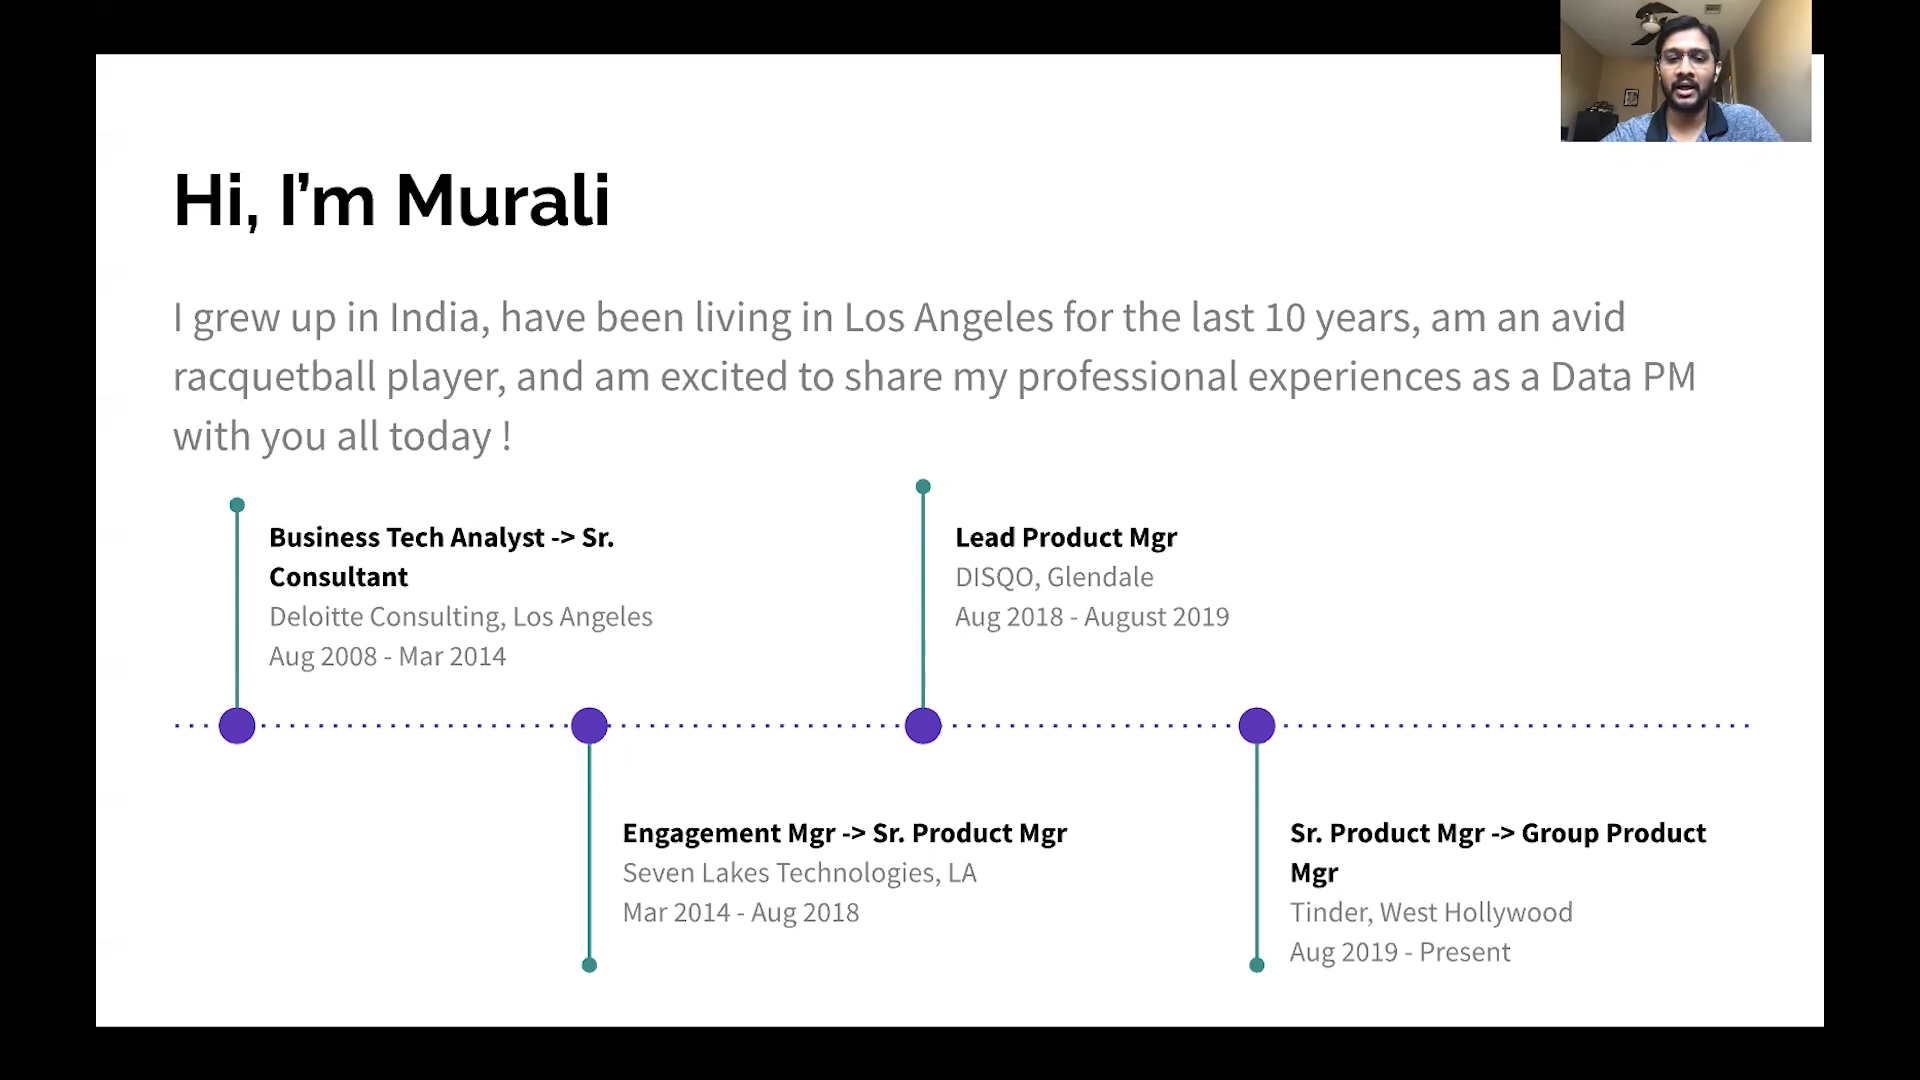 Hi, I’m Murali
I grew up in India, have been living in Los Angeles for the last 10 years, am an avid
racquetball player, and am excited to share my professional experiences as a Data PM
with you all today !
Business Tech Analyst -> Sr.
Consultant
Deloitte Consulting, Los Angeles
Aug 2008 - Mar 2014
Lead Product Mgr
DISQO, Glendale
Aug 2018 - August 2019
Engagement Mgr -> Sr. Product Mgr
Seven Lakes Technologies, LA
Mar 2014 - Aug 2018
Sr. Product Mgr -> Group Product
Mgr
Tinder, West Hollywood
Aug 2019 - Present